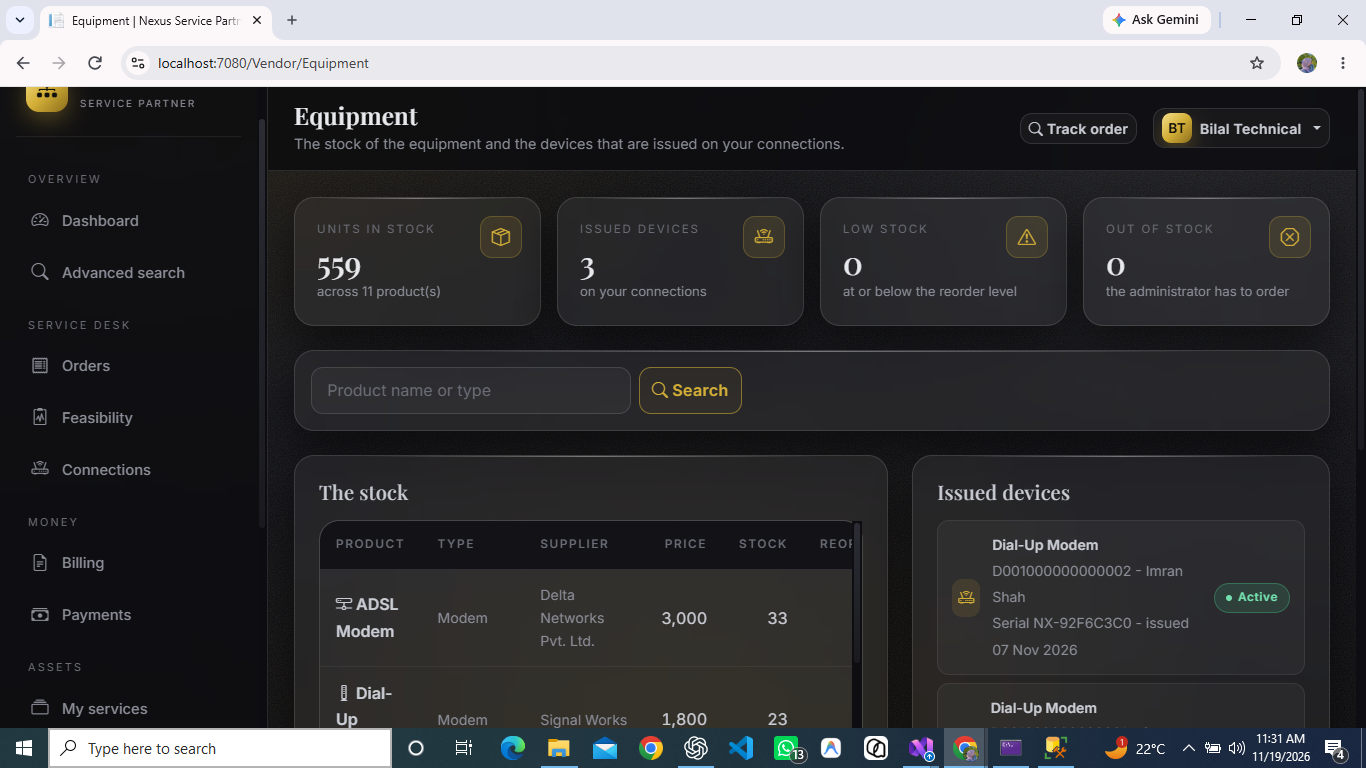 Equipment | Nexus Service Partn
Ask Gemini
localhost:7080/Vendor/Equipment
SERVICE PARTNER
OVERVIEW
Dashboard
Advanced search
SERVICE DESK
Orders
Feasibility
Connections
MONEY
Billing
Payments
ASSETS
My services
Equipment
The stock of the equipment and the devices that are issued on your connections.
Track order
BT Bilal Technical
UNITS IN STOCK
559
across 11 product(s)
ISSUED DEVICES
3
on your connections
LOW STOCK
0
at or below the reorder level
OUT OF STOCK
0
the administrator has to order
Product name or type
Search
The stock
PRODUCT TYPE SUPPLIER PRICE STOCK REOR
ADSL Modem Modem Delta Networks Pvt. Ltd. 3,000 33
Dial-Up Modem Signal Works 1,800 23
Issued devices
Dial-Up Modem
D001000000000002 - Imran
Shah
Serial NX-92F6C3C0 - issued
07 Nov 2026
Active
Dial-Up Modem
Type here to search
13
1
22°C
11:31 AM
11/19/2026
4